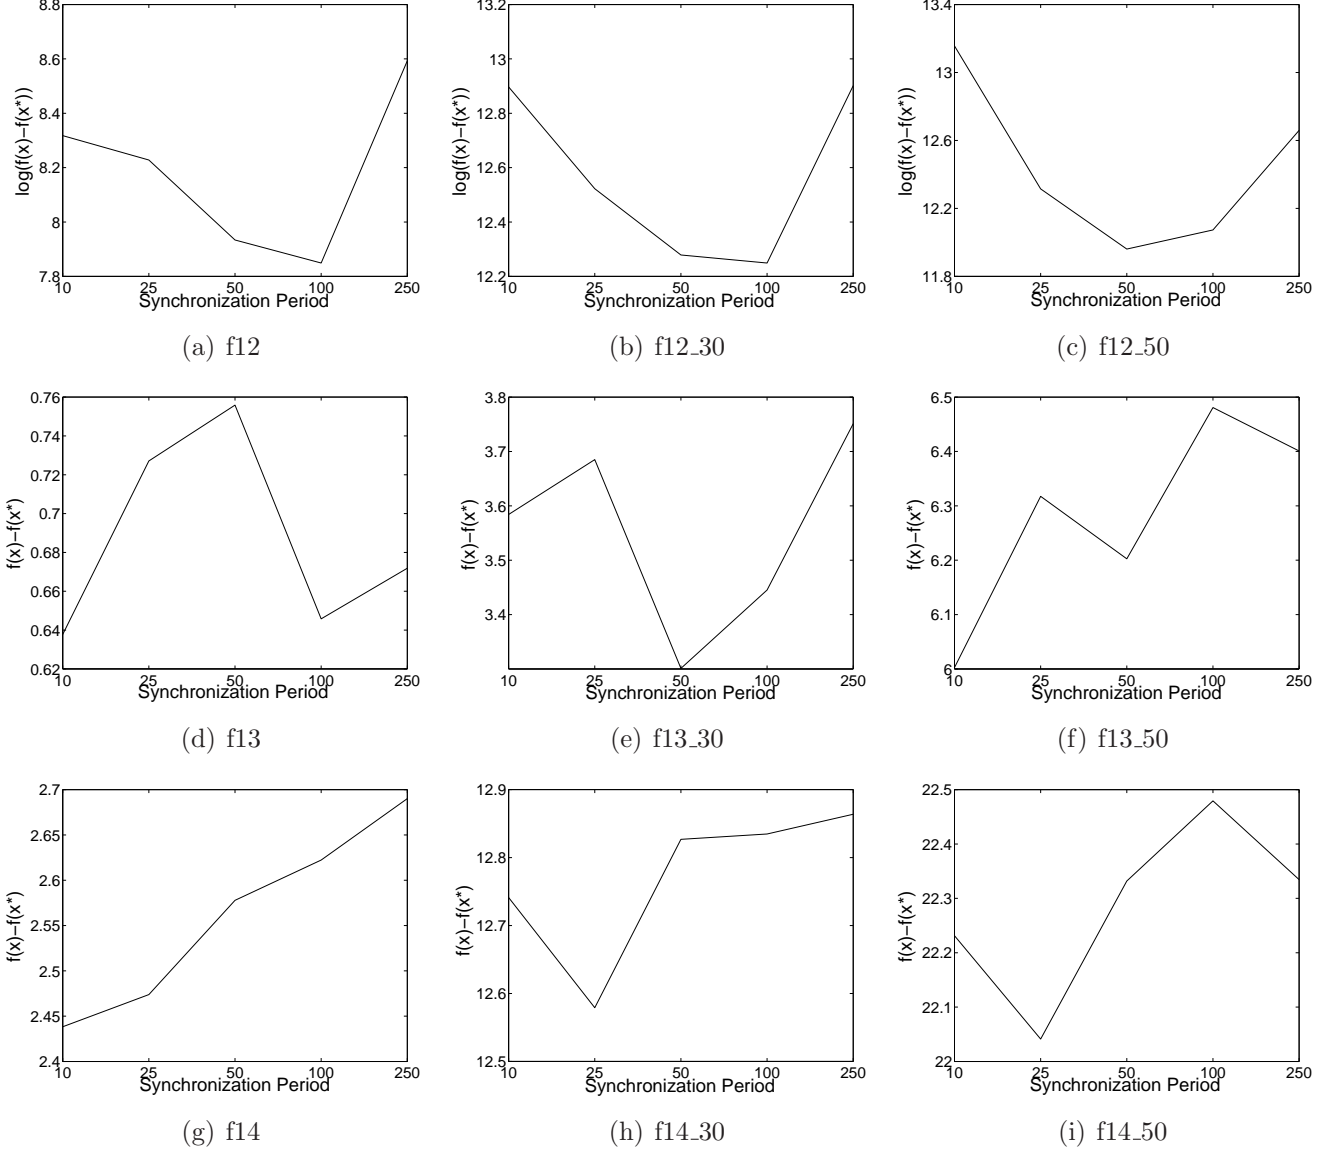 8.8
8.6
8.4
8.2
8
7.8
log(f(x)−f(x*))
10 25 50 100 250
Synchronization Period
(a) f12
13.2
13
12.8
12.6
12.4
12.2
log(f(x)−f(x*))
10 25 50 100 250
Synchronization Period
(b) f12_30
13.4
13
12.6
12.2
11.8
log(f(x)−f(x*))
10 25 50 100 250
Synchronization Period
(c) f12_50
0.76
0.74
0.72
0.7
0.68
0.66
0.64
0.62
f(x)−f(x*)
10 25 50 100 250
Synchronization Period
(d) f13
3.8
3.7
3.6
3.5
3.4
f(x)−f(x*)
10 25 50 100 250
Synchronization Period
(e) f13_30
6.5
6.4
6.3
6.2
6.1
6
f(x)−f(x*)
10 25 50 100 250
Synchronization Period
(f) f13_50
2.7
2.65
2.6
2.55
2.5
2.45
2.4
f(x)−f(x*)
10 25 50 100 250
Synchronization Period
(g) f14
12.9
12.8
12.7
12.6
12.5
f(x)−f(x*)
10 25 50 100 250
Synchronization Period
(h) f14_30
22.5
22.4
22.3
22.2
22.1
22
f(x)−f(x*)
10 25 50 100 250
Synchronization Period
(i) f14_50